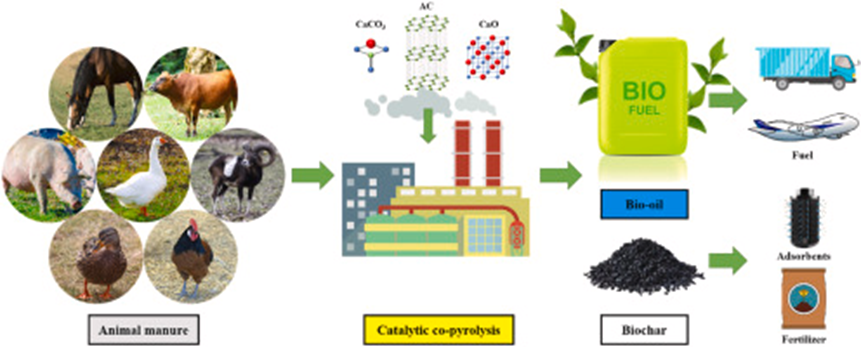 CaCO₃
AC
CaO
BIO
FUEL
Fuel
Bio-oil
Adsorbents
Fertilizer
Animal manure
Catalytic co-pyrolysis
Biochar